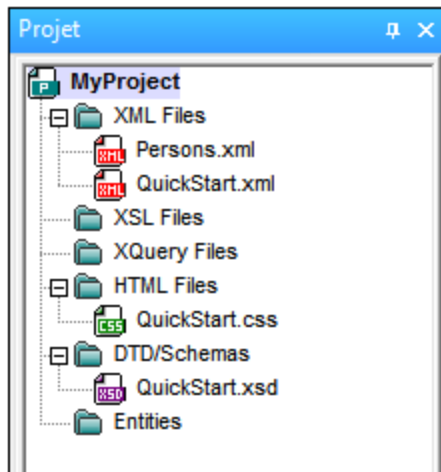 Projet
MyProject
XML Files
Persons.xml
QuickStart.xml
XSL Files
XQuery Files
HTML Files
QuickStart.css
DTD/Schemas
QuickStart.xsd
Entities